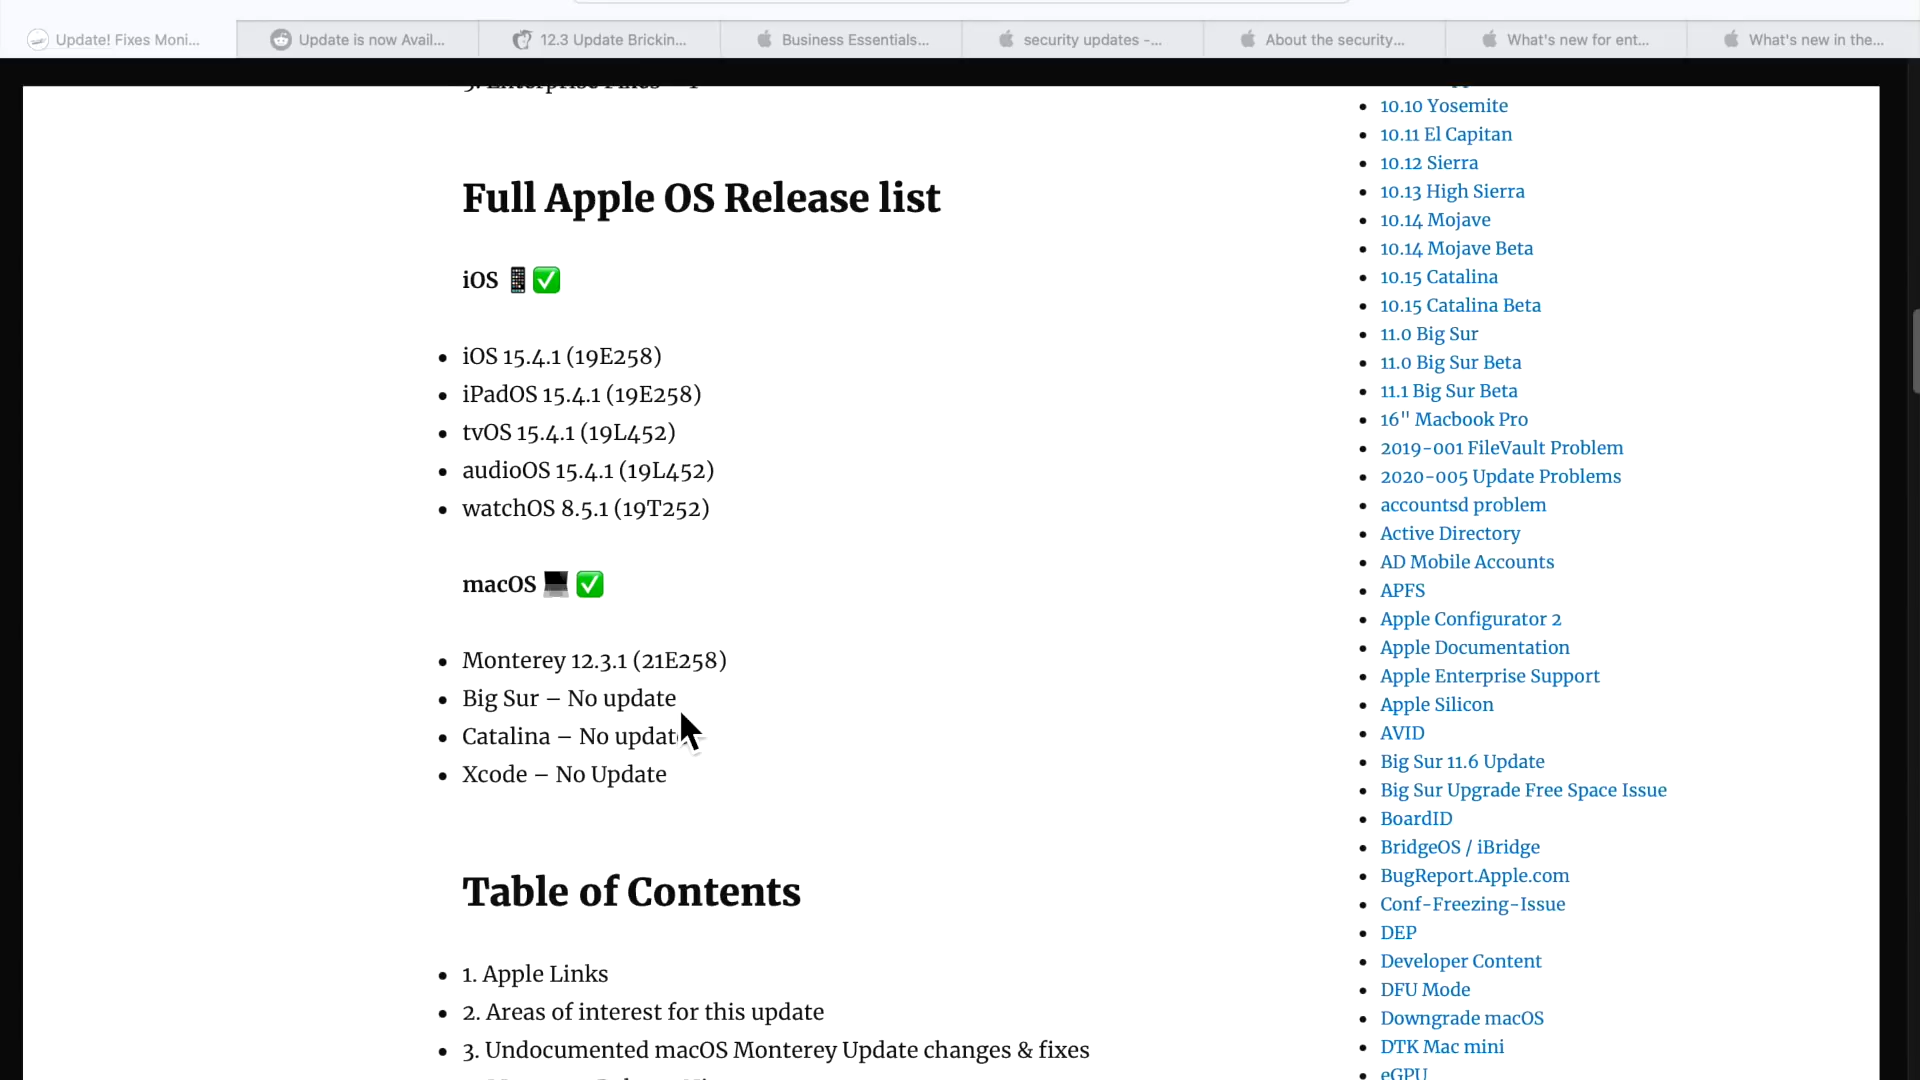 Update! Fixes Moni...
Update is now Avail...
12.3 Update Brickin...
Business Essentials...
security updates -...
About the security...
What's new for ent...
What's new in the...
Full Apple OS Release list
iOS 📱✅
iOS 15.4.1 (19E258)
iPadOS 15.4.1 (19E258)
tvOS 15.4.1 (19L452)
audioOS 15.4.1 (19L452)
watchOS 8.5.1 (19T252)
macOS 💻 ✅
Monterey 12.3.1 (21E258)
Big Sur – No update
Catalina – No update
Xcode – No Update
Table of Contents
1. Apple Links
2. Areas of interest for this update
3. Undocumented macOS Monterey Update changes & fixes
10.10 Yosemite
10.11 El Capitan
10.12 Sierra
10.13 High Sierra
10.14 Mojave
10.14 Mojave Beta
10.15 Catalina
10.15 Catalina Beta
11.0 Big Sur
11.0 Big Sur Beta
11.1 Big Sur Beta
16" Macbook Pro
2019-001 FileVault Problem
2020-005 Update Problems
accountsd problem
Active Directory
AD Mobile Accounts
APFS
Apple Configurator 2
Apple Documentation
Apple Enterprise Support
Apple Silicon
AVID
Big Sur 11.6 Update
Big Sur Upgrade Free Space Issue
BoardID
BridgeOS / iBridge
BugReport.Apple.com
Conf-Freezing-Issue
DEP
Developer Content
DFU Mode
Downgrade macOS
DTK Mac mini
eGPU